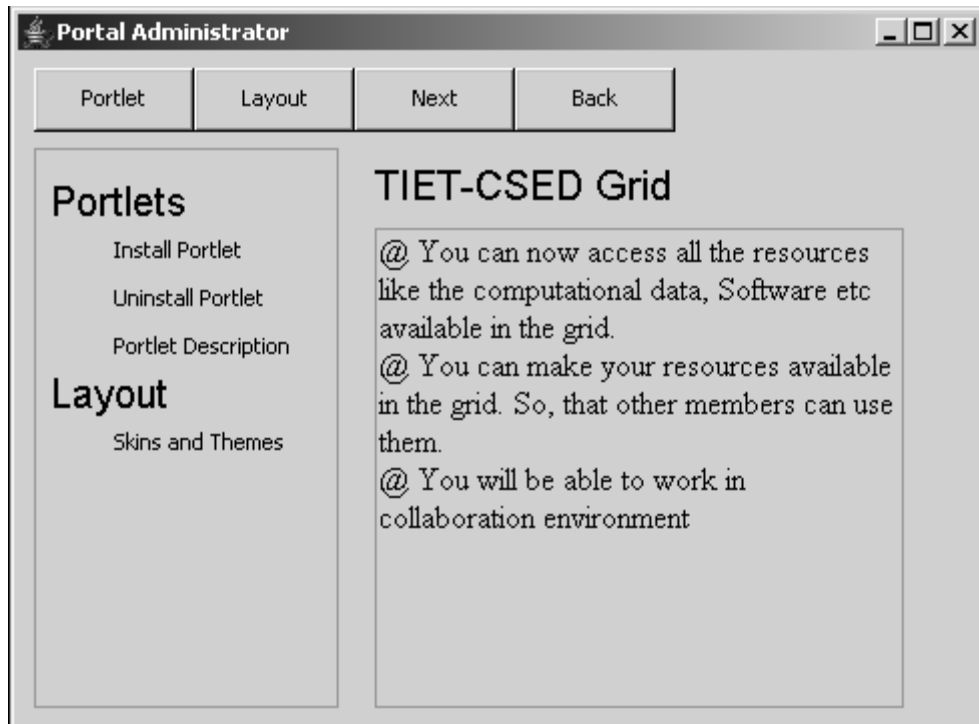 Portal Administrator
Portlet Layout Next Back
Portlets
Install Portlet
Uninstall Portlet
Portlet Description
Layout
Skins and Themes
TIET-CSED Grid
@ You can now access all the resources
like the computational data, Software etc
available in the grid.
@ You can make your resources available
in the grid. So, that other members can use
them.
@ You will be able to work in
collaboration environment